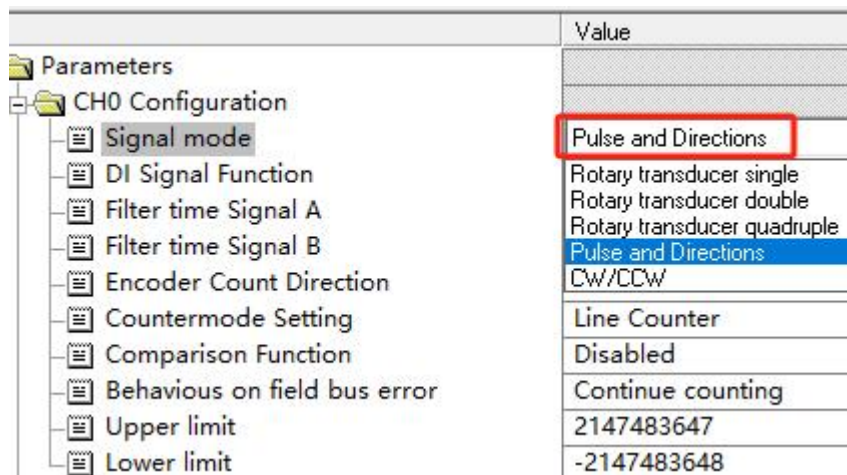 Value
Parameters
CH0 Configuration
Signal mode Pulse and Directions
DI Signal Function Rotary transducer single
Filter time Signal A Rotary transducer double
Filter time Signal B Rotary transducer quadruple
Pulse and Directions
Encoder Count Direction CW/CCW
Countermode Setting Line Counter
Comparison Function Disabled
Behavious on field bus error Continue counting
Upper limit 2147483647
Lower limit -2147483648